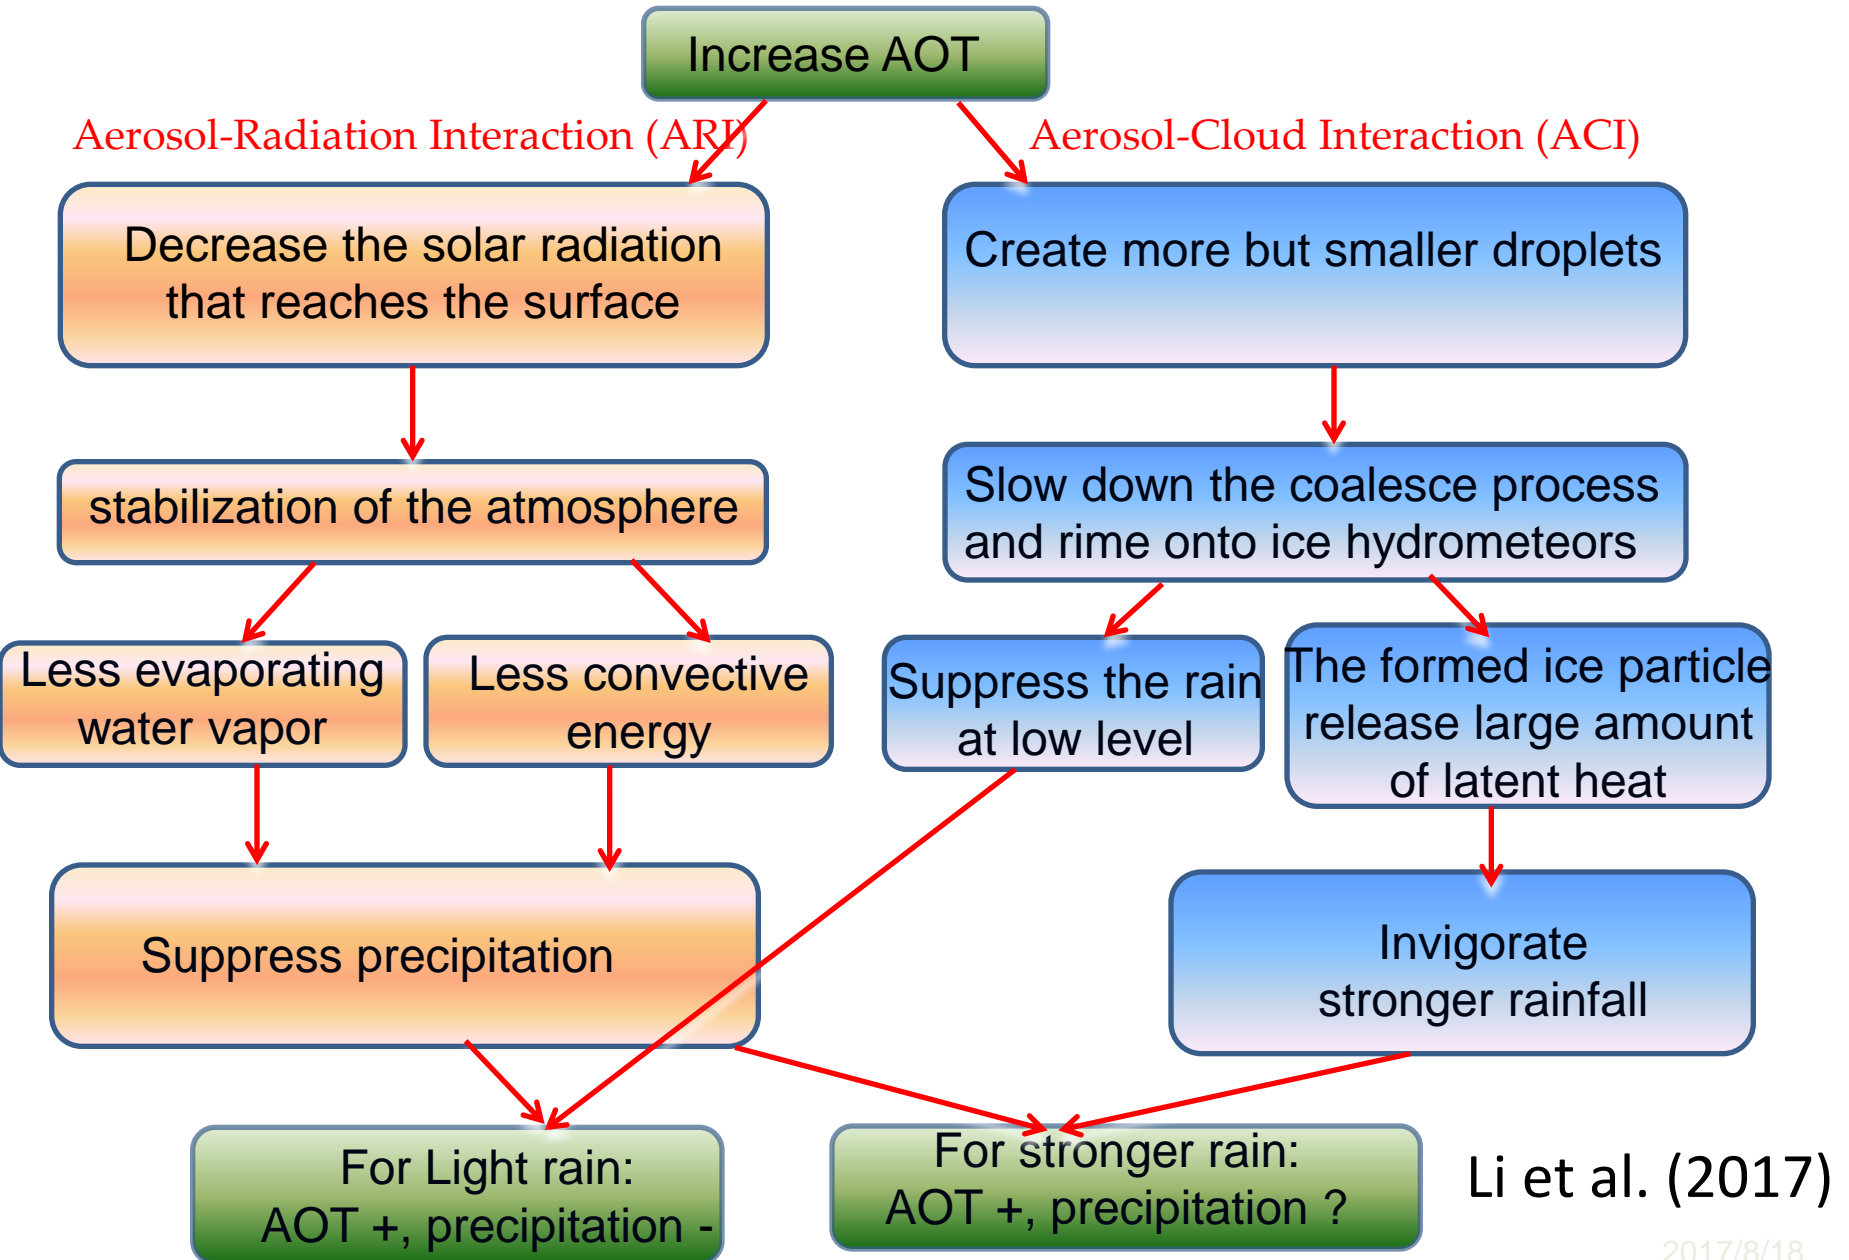 Increase AOT
Aerosol-Radiation Interaction (ARI)
Aerosol-Cloud Interaction (ACI)
Decrease the solar radiation
that reaches the surface
Create more but smaller droplets
stabilization of the atmosphere
Slow down the coalesce process
and rime onto ice hydrometeors
Less evaporating
water vapor
Less convective
energy
Suppress the rain
at low level
The formed ice particle
release large amount
of latent heat
Suppress precipitation
Invigorate
stronger rainfall
For Light rain:
AOT +, precipitation -
For stronger rain:
AOT +, precipitation ?
Li et al. (2017)
2017/8/18